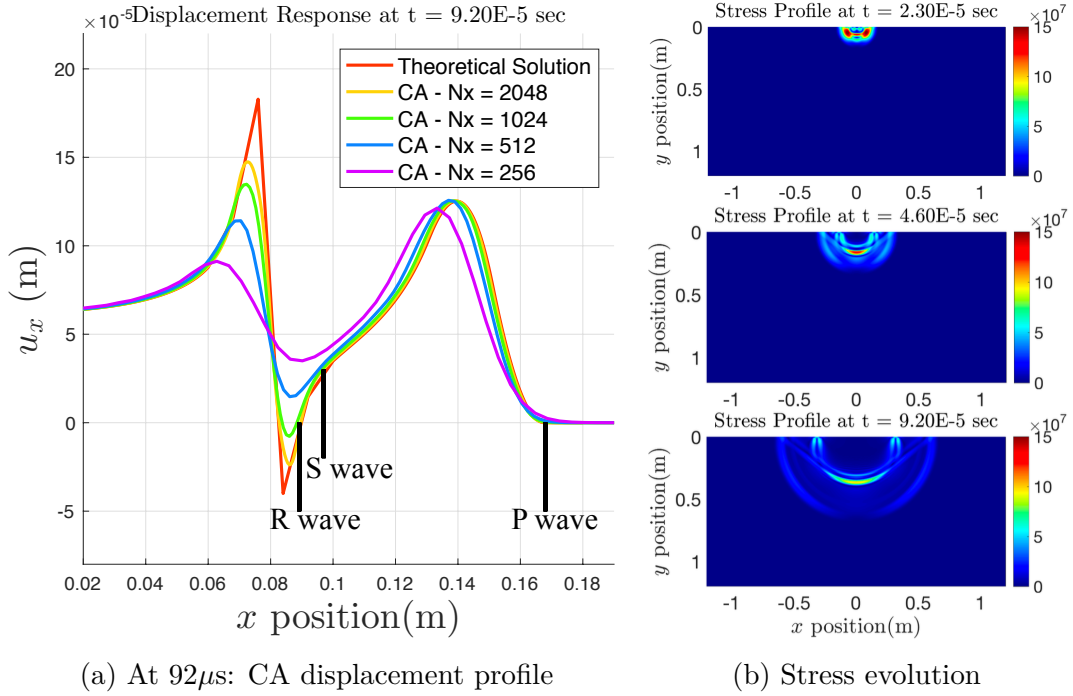 ×10⁻⁵ Displacement Response at t = 9.20E-5 sec
20
15
10
5
0
-5
u_x (m)
Theoretical Solution
CA - Nx = 2048
CA - Nx = 1024
CA - Nx = 512
CA - Nx = 256
S wave
R wave
P wave
0.02 0.04 0.06 0.08 0.1 0.12 0.14 0.16 0.18
x position(m)
(a) At 92μs: CA displacement profile
Stress Profile at t = 2.30E-5 sec
×10⁷
0
0.5
1
y position(m)
-1 -0.5 0 0.5 1
15
10
5
0
Stress Profile at t = 4.60E-5 sec
×10⁷
0
0.5
1
y position(m)
-1 -0.5 0 0.5 1
15
10
5
0
Stress Profile at t = 9.20E-5 sec
×10⁷
0
0.5
1
y position(m)
-1 -0.5 0 0.5 1
x position(m)
15
10
5
0
(b) Stress evolution